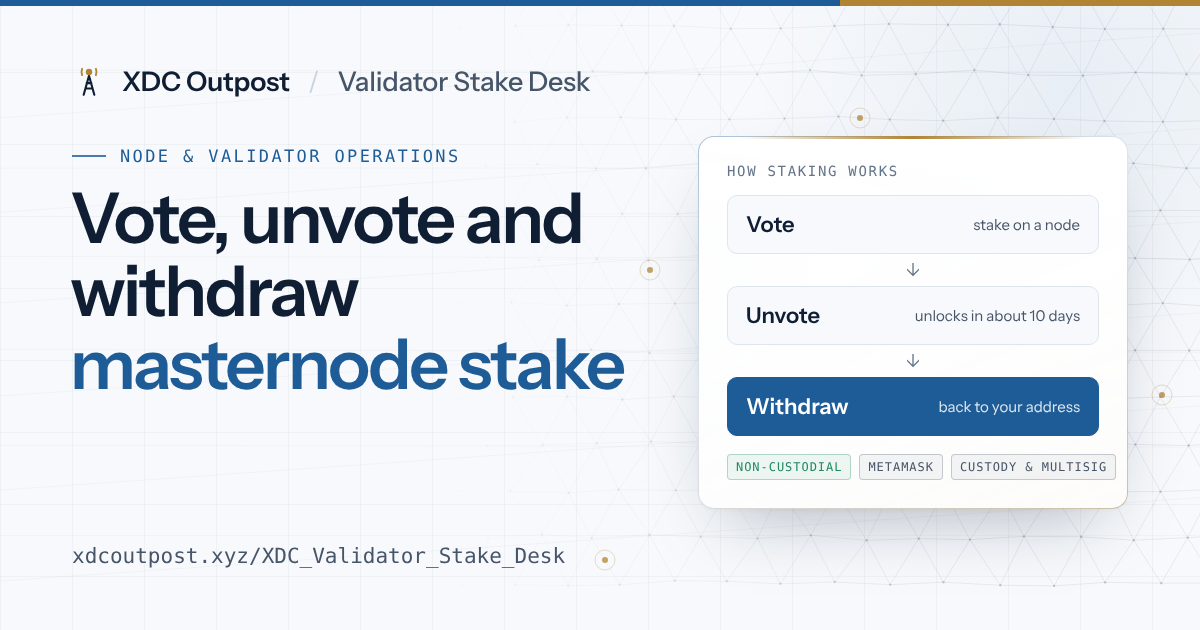 XDC Outpost / Validator Stake Desk
NODE & VALIDATOR OPERATIONS
Vote, unvote and
withdraw
masternode stake
xdcoutpost.xyz/XDC_Validator_Stake_Desk
HOW STAKING WORKS
Vote stake on a node
↓
Unvote unlocks in about 10 days
↓
Withdraw back to your address
NON-CUSTODIAL METAMASK CUSTODY & MULTISIG